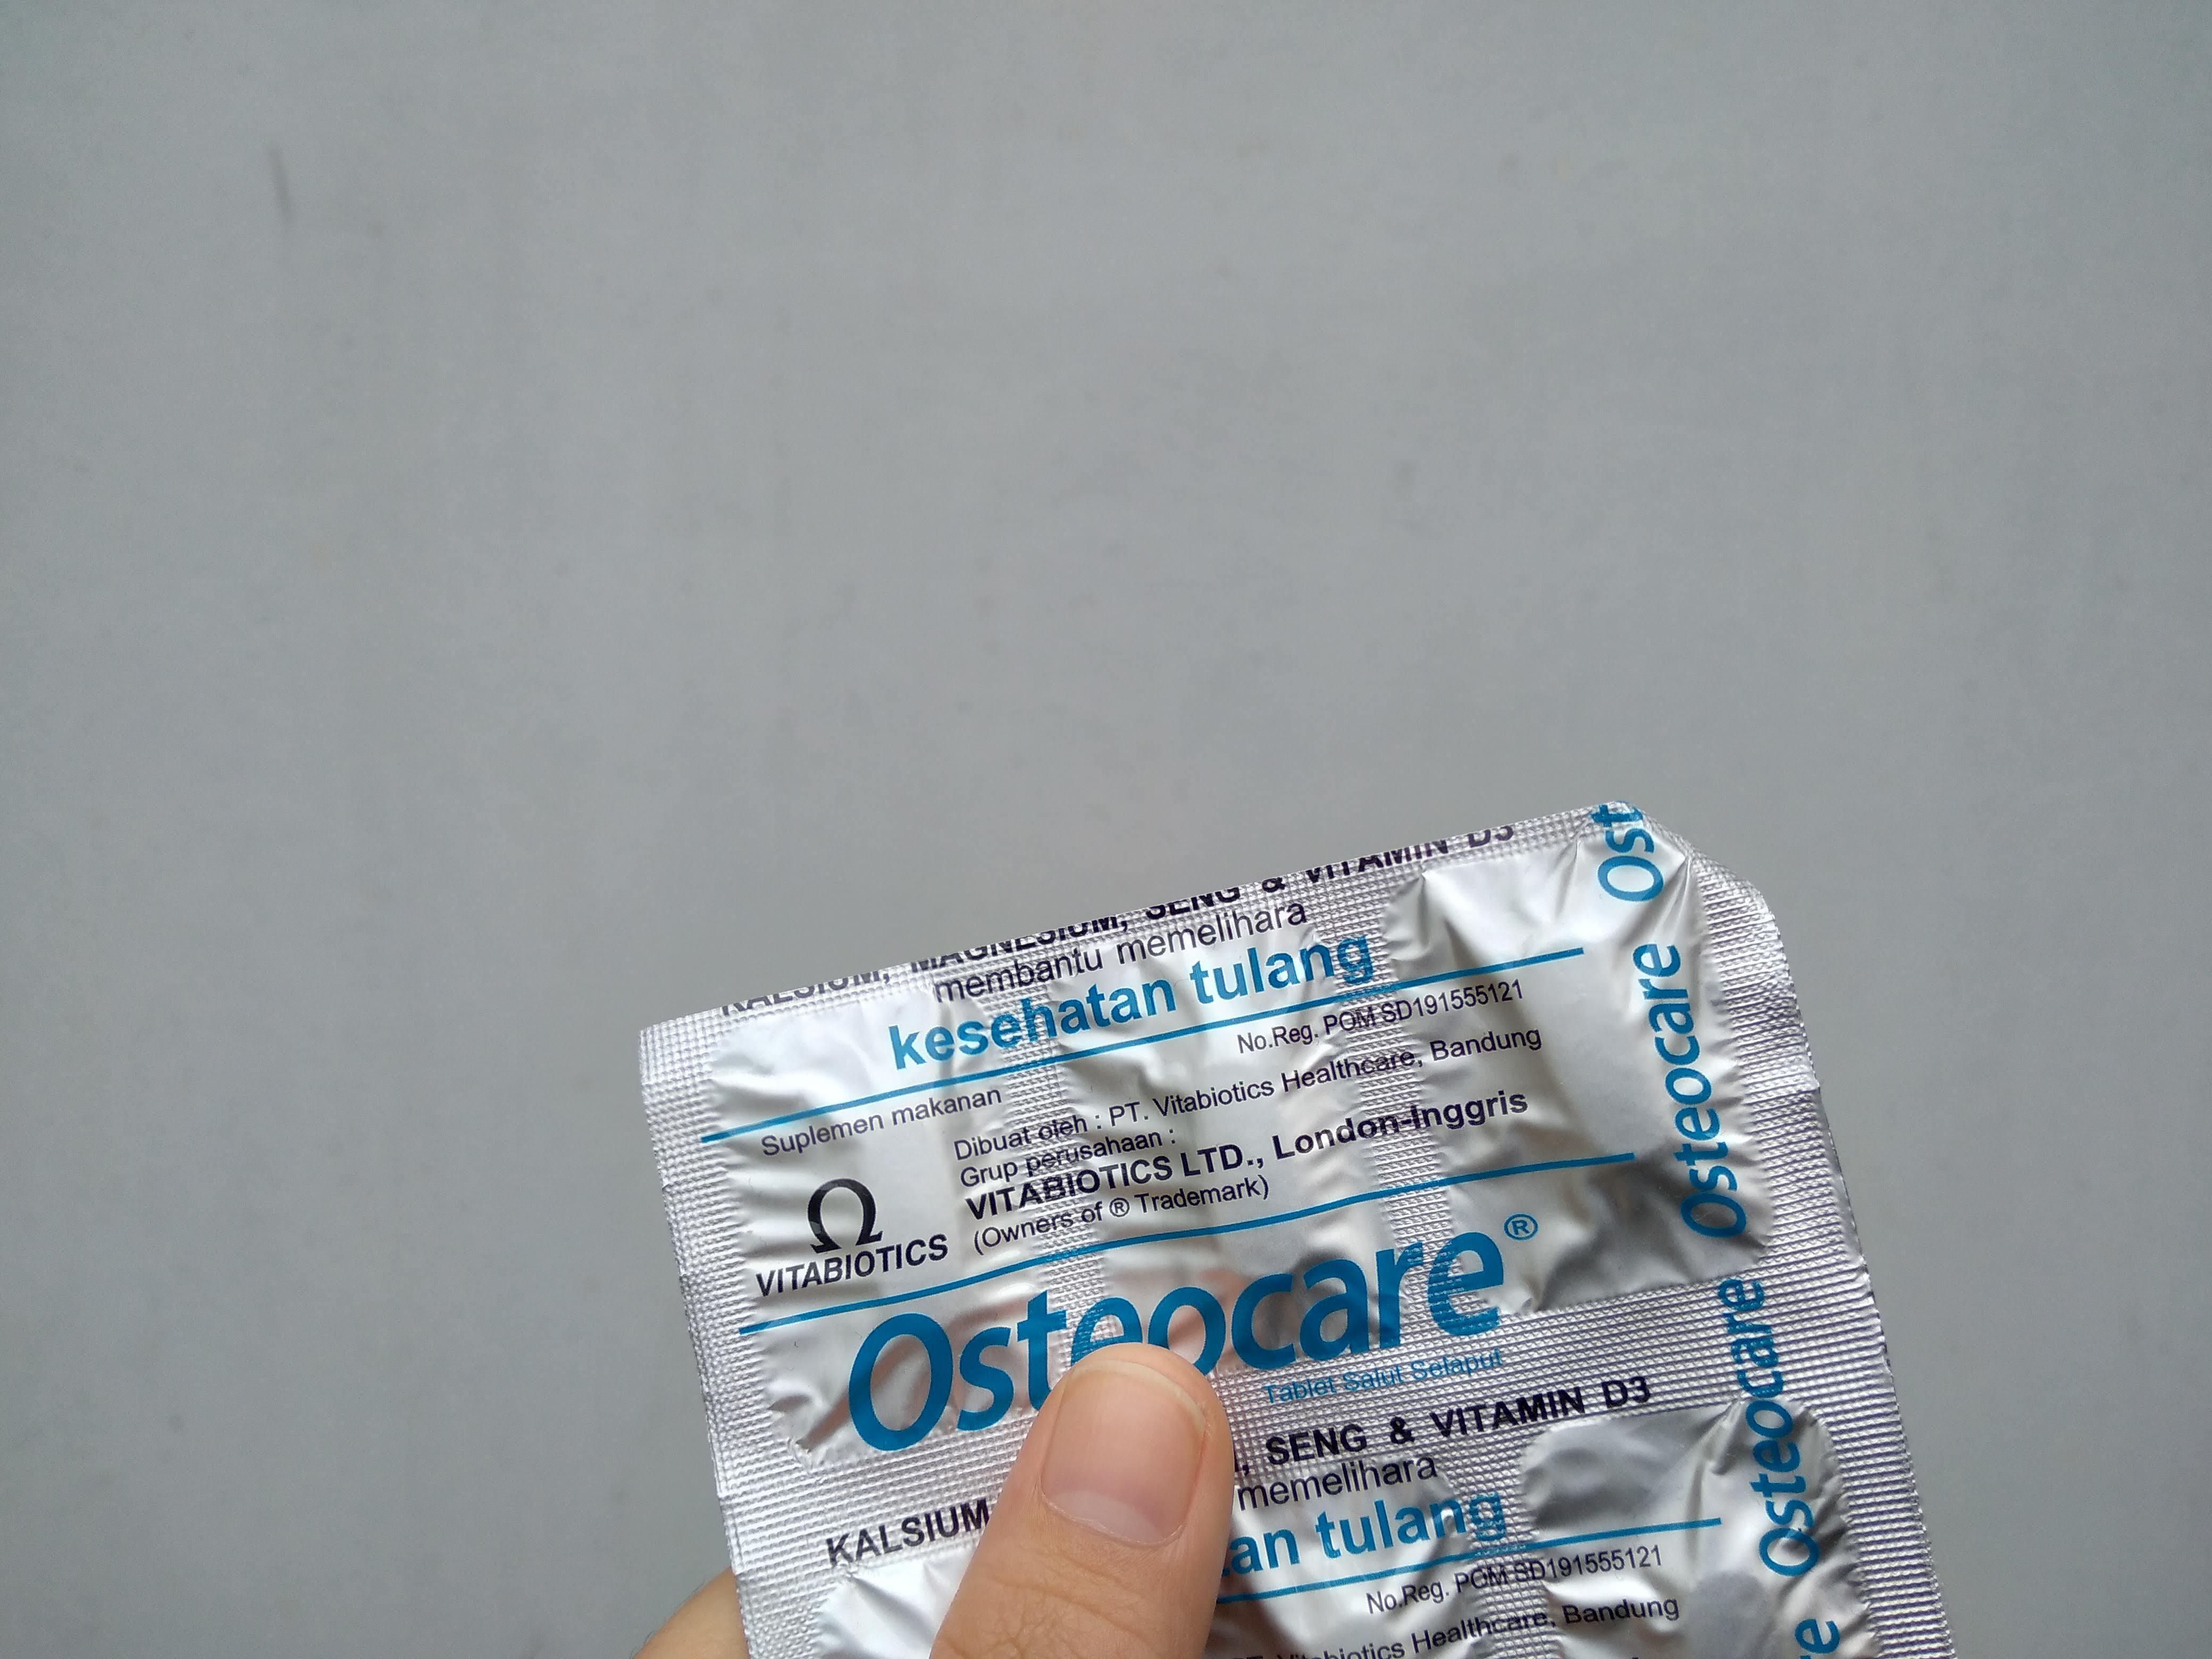 KALSIUM, MAGNESIUM, SENG & VITAMIN D3
membantu memelihara
kesehatan tulang
No.Reg. POM SD191555121
Suplemen makanan
Dibuat oleh : PT. Vitabiotics Healthcare, Bandung
Grup perusahaan :
VITABIOTICS LTD., London-Inggris
(Owners of ® Trademark)
Ω
VITABIOTICS
Osteocare®
Tablet Salut Selaput
KALSIUM SENG & VITAMIN D3
memelihara
tulang
No.Reg. POM SD191555121
Vitabiotics Healthcare, Bandung
Ost
Osteocare
Osteocare